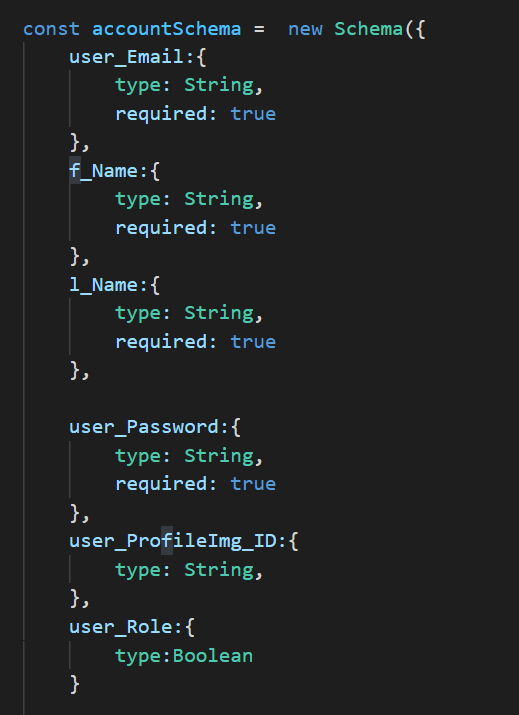 const accountSchema =  new Schema({
    user_Email:{
        type: String,
        required: true
    },
    f_Name:{
        type: String,
        required: true
    },
    l_Name:{
        type: String,
        required: true
    },

    user_Password:{
        type: String,
        required: true
    },
    user_ProfileImg_ID:{
        type: String,
    },
    user_Role:{
        type:Boolean
    }